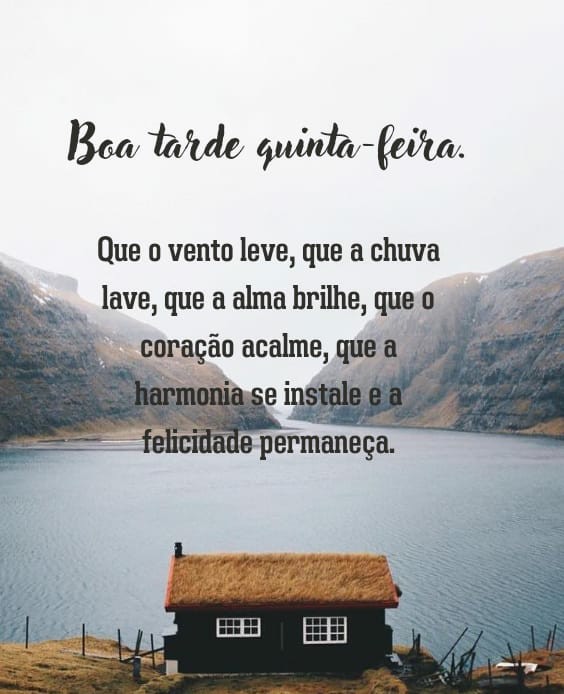 Boa tarde quinta-feira.
Que o vento leve, que a chuva
lave, que a alma brilhe, que o
coração acalme, que a
harmonia se instale e a
felicidade permaneça.